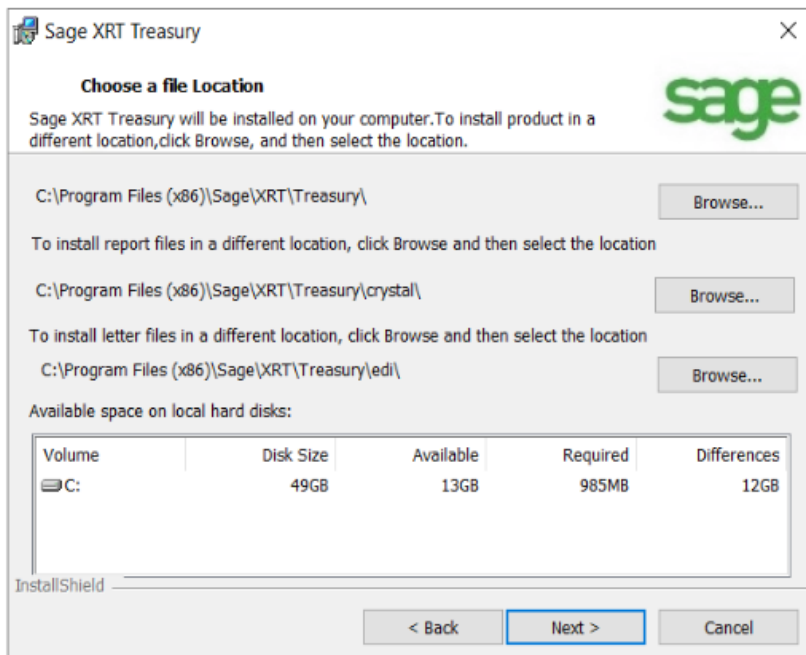 Sage XRT Treasury
Choose a file Location
sage
Sage XRT Treasury will be installed on your computer.To install product in a
different location,click Browse, and then select the location.
C:\Program Files (x86)\Sage\XRT\Treasury\
Browse...
To install report files in a different location, click Browse and then select the location
C:\Program Files (x86)\Sage\XRT\Treasury\crystal\
Browse...
To install letter files in a different location, click Browse and then select the location
C:\Program Files (x86)\Sage\XRT\Treasury\edi\
Browse...
Available space on local hard disks:
Volume Disk Size Available Required Differences
C: 49GB 13GB 985MB 12GB
InstallShield
< Back Next > Cancel